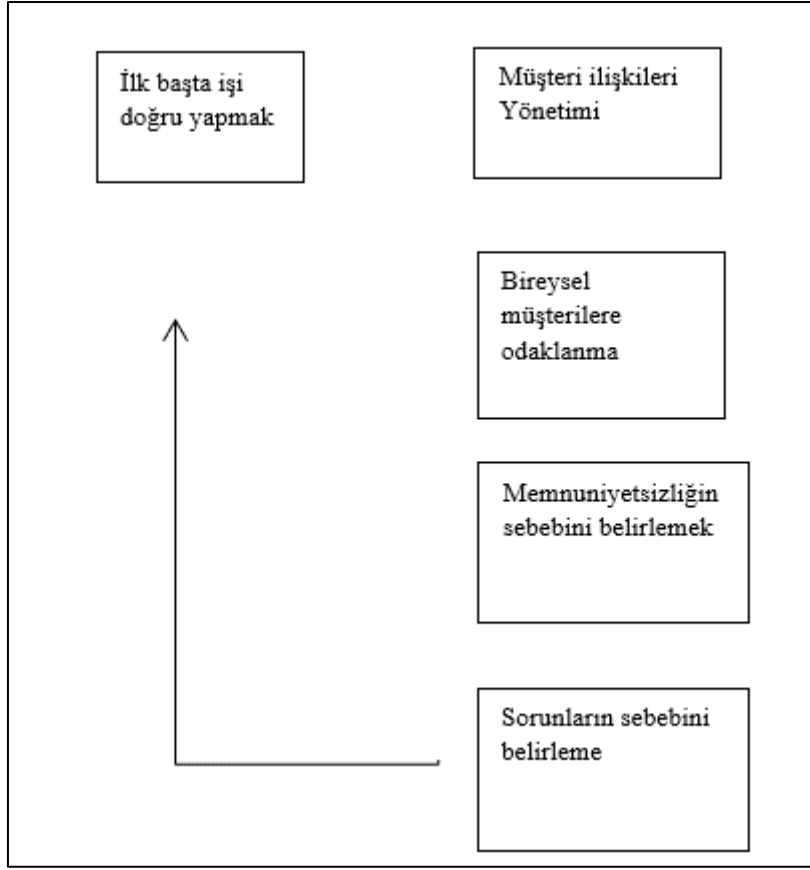 İlk başta işi
doğru yapmak
Müşteri ilişkileri
Yönetimi
Bireysel
müşterilere
odaklanma
Memnuniyetsizliğin
sebebini belirlemek
Sorunların sebebini
belirleme